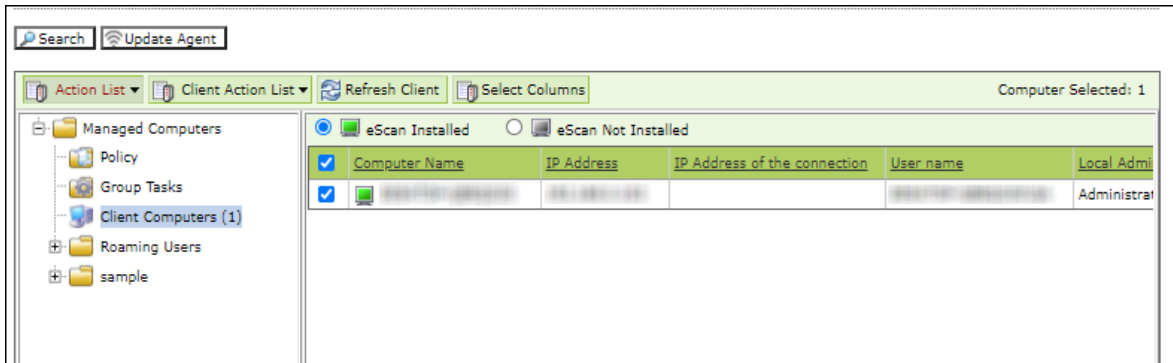 Search Update Agent
Action List Client Action List Refresh Client Select Columns Computer Selected: 1
Managed Computers
Policy
Group Tasks
Client Computers (1)
Roaming Users
sample
eScan Installed eScan Not Installed
Computer Name IP Address IP Address of the connection User name Local Admi
Administrat